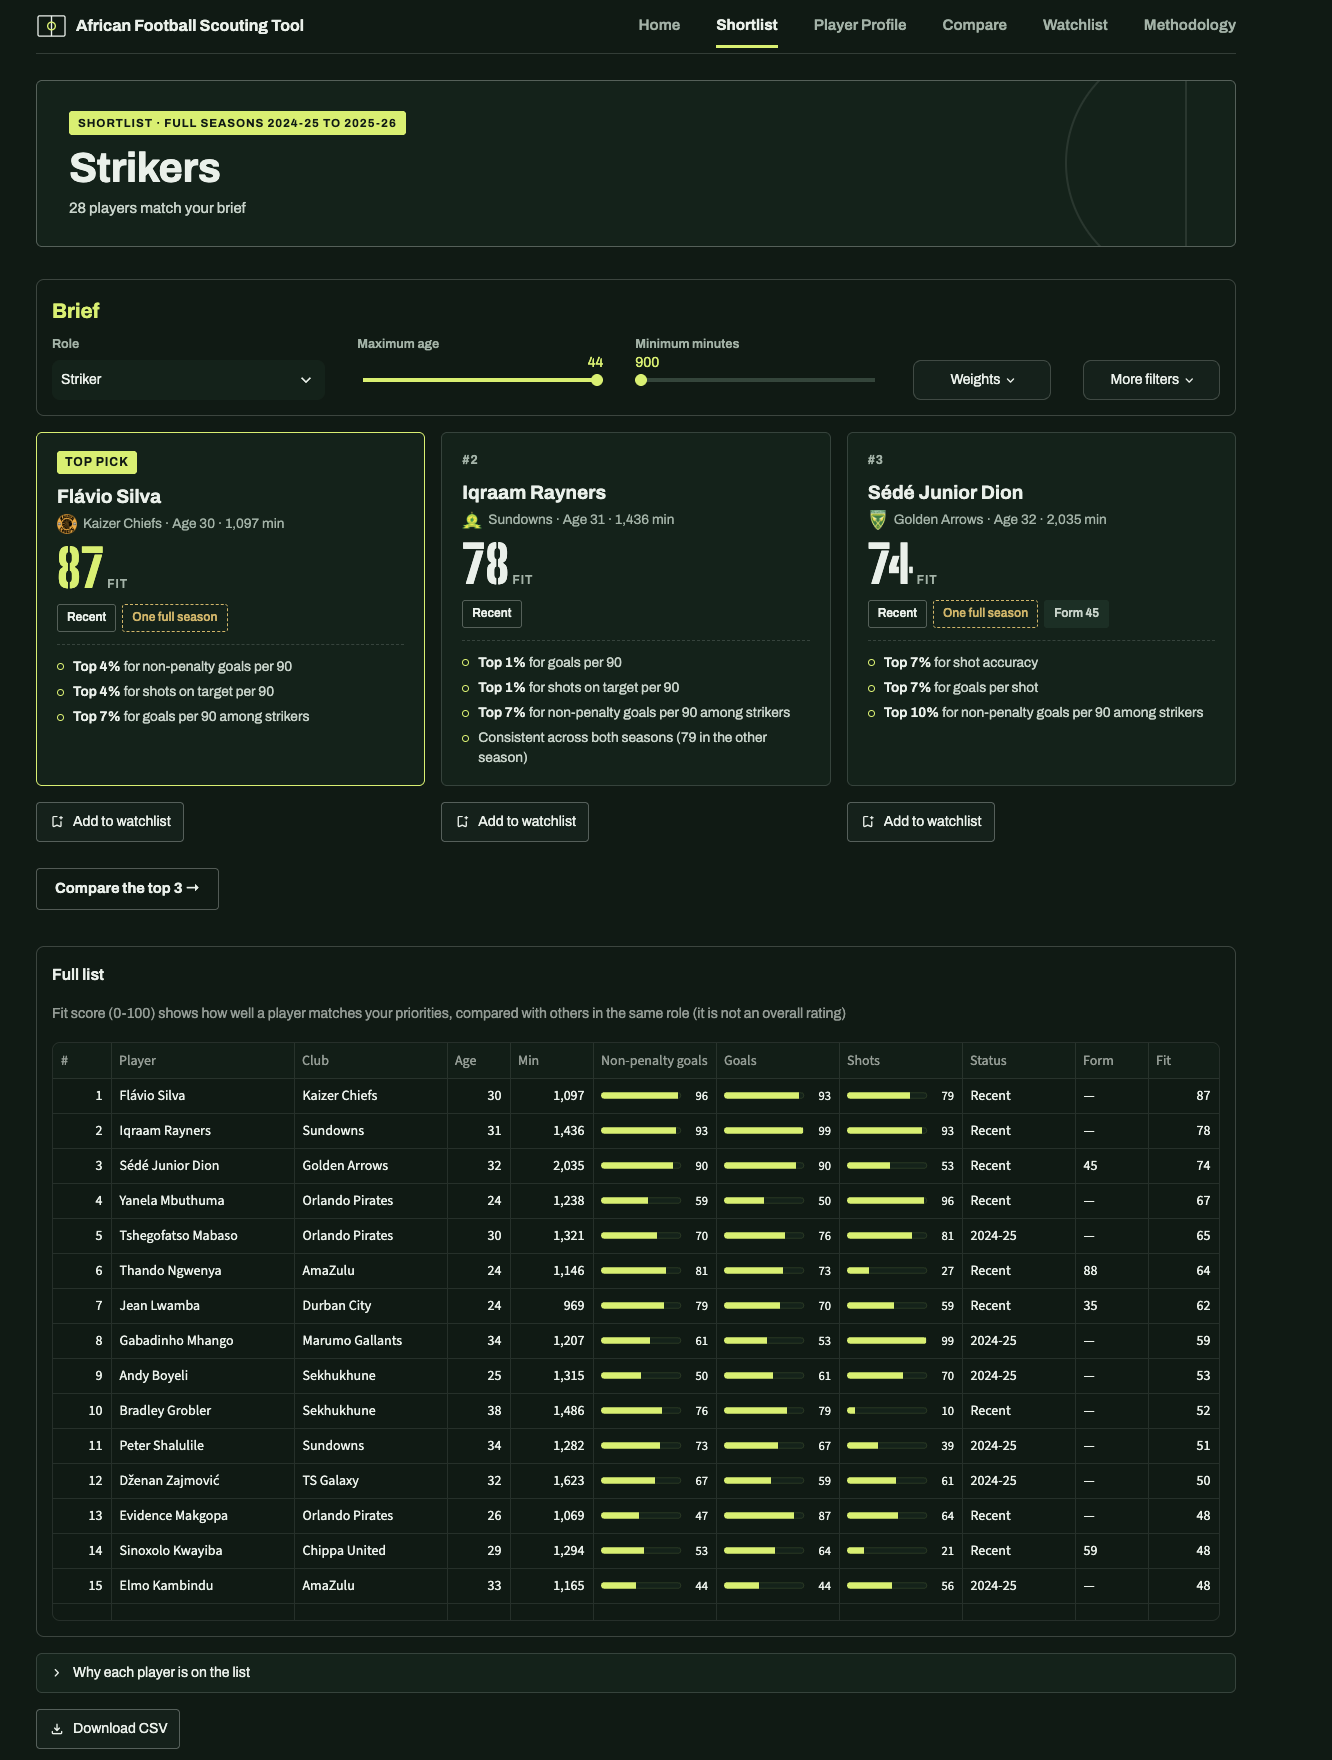 African Football Scouting Tool
Home Shortlist Player Profile Compare Watchlist Methodology
SHORTLIST · FULL SEASONS 2024-25 TO 2025-26
Strikers
28 players match your brief
Brief
Role Maximum age Minimum minutes
44 900
Striker Weights More filters
TOP PICK
Flávio Silva
Kaizer Chiefs · Age 30 · 1,097 min
87 FIT
Recent One full season
Top 4% for non-penalty goals per 90
Top 4% for shots on target per 90
Top 7% for goals per 90 among strikers
Add to watchlist
#2
Iqraam Rayners
Sundowns · Age 31 · 1,436 min
78 FIT
Recent
Top 1% for goals per 90
Top 1% for shots on target per 90
Top 7% for non-penalty goals per 90 among strikers
Consistent across both seasons (79 in the other
season)
Add to watchlist
#3
Sédé Junior Dion
Golden Arrows · Age 32 · 2,035 min
74 FIT
Recent One full season Form 45
Top 7% for shot accuracy
Top 7% for goals per shot
Top 10% for non-penalty goals per 90 among strikers
Add to watchlist
Compare the top 3 →
Full list
Fit score (0-100) shows how well a player matches your priorities, compared with others in the same role (it is not an overall rating)
# Player Club Age Min Non-penalty goals Goals Shots Status Form Fit
1 Flávio Silva Kaizer Chiefs 30 1,097 96 93 79 Recent — 87
2 Iqraam Rayners Sundowns 31 1,436 93 99 93 Recent — 78
3 Sédé Junior Dion Golden Arrows 32 2,035 90 90 53 Recent 45 74
4 Yanela Mbuthuma Orlando Pirates 24 1,238 59 50 96 Recent — 67
5 Tshegofatso Mabaso Orlando Pirates 30 1,321 70 76 81 2024-25 — 65
6 Thando Ngwenya AmaZulu 24 1,146 81 73 27 Recent 88 64
7 Jean Lwamba Durban City 24 969 79 70 59 Recent 35 62
8 Gabadinho Mhango Marumo Gallants 34 1,207 61 53 99 2024-25 — 59
9 Andy Boyeli Sekhukhune 25 1,315 50 61 70 2024-25 — 53
10 Bradley Grobler Sekhukhune 38 1,486 76 79 10 Recent — 52
11 Peter Shalulile Sundowns 34 1,282 73 67 39 2024-25 — 51
12 Dženan Zajmović TS Galaxy 32 1,623 67 59 61 2024-25 — 50
13 Evidence Makgopa Orlando Pirates 26 1,069 47 87 64 Recent — 48
14 Sinoxolo Kwayiba Chippa United 29 1,294 53 64 21 Recent 59 48
15 Elmo Kambindu AmaZulu 33 1,165 44 44 56 2024-25 — 48
Why each player is on the list
Download CSV